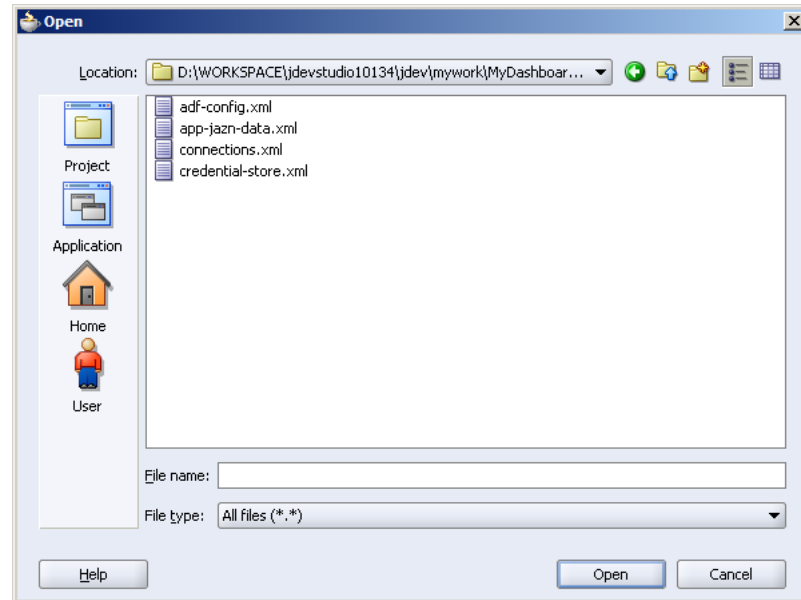 Open
Location: D:\WORKSPACE\jdevstudio10134\jdev\mywork\MyDashboar...
adf-config.xml
app-jazn-data.xml
connections.xml
credential-store.xml
Project
Application
Home
User
File name:
File type: All files (*.*)
Help Open Cancel